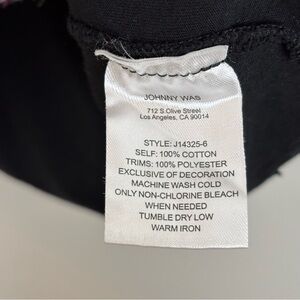 JOHNNY WAS
712 S.Olive Street
Los Angeles, CA 90014
STYLE: J14325-6
SELF: 100% COTTON
TRIMS: 100% POLYESTER
EXCLUSIVE OF DECORATION
MACHINE WASH COLD
ONLY NON-CHLORINE BLEACH
WHEN NEEDED
TUMBLE DRY LOW
WARM IRON